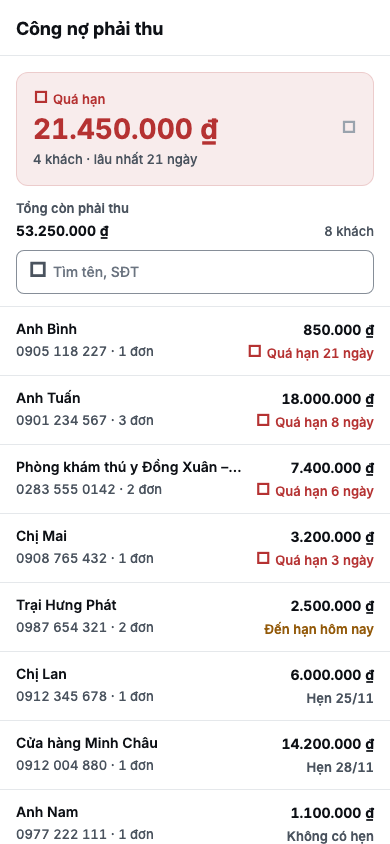 Công nợ phải thu
Quá hạn
21.450.000 ₫
4 khách · lâu nhất 21 ngày
Tổng còn phải thu
53.250.000 ₫ 8 khách
Tìm tên, SĐT
Anh Bình 850.000 ₫
0905 118 227 · 1 đơn Quá hạn 21 ngày
Anh Tuấn 18.000.000 ₫
0901 234 567 · 3 đơn Quá hạn 8 ngày
Phòng khám thú y Đồng Xuân –... 7.400.000 ₫
0283 555 0142 · 2 đơn Quá hạn 6 ngày
Chị Mai 3.200.000 ₫
0908 765 432 · 1 đơn Quá hạn 3 ngày
Trại Hưng Phát 2.500.000 ₫
0987 654 321 · 2 đơn Đến hạn hôm nay
Chị Lan 6.000.000 ₫
0912 345 678 · 1 đơn Hẹn 25/11
Cửa hàng Minh Châu 14.200.000 ₫
0912 004 880 · 1 đơn Hẹn 28/11
Anh Nam 1.100.000 ₫
0977 222 111 · 1 đơn Không có hẹn